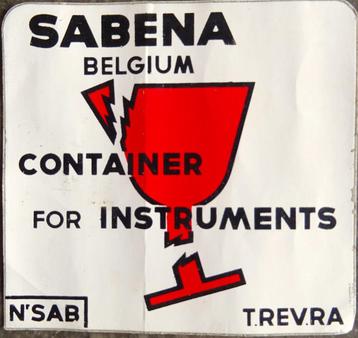 SABENA
BELGIUM
CONTAINER
FOR INSTRUMENTS
N'SAB
T.REV.RA